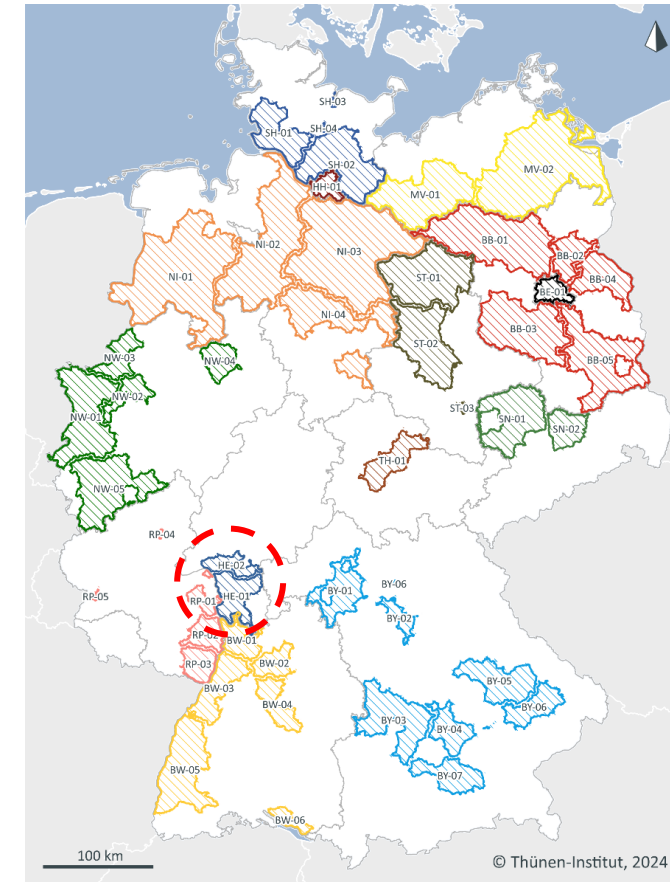 SH-03
SH-04
SH-01
SH-02
HH-01
MV-02
MV-01
NI-02
BB-01
BB-02
NI-03
NI-01
ST-01
BB-04
BE-01
NI-04
BB-03
ST-02
NW-03
NW-04
BB-05
NW-02
NW-01
ST-03
SN-01
SN-02
TH-01
NW-05
RP-04
HE-02
BY-06
RP-05
RP-01
HE-01
BY-01
BY-02
RP-02
BW-01
RP-03
BW-02
BY-05
BW-03
BW-04
BY-03
BY-04
BY-06
BW-05
BY-07
BW-06
100 km
© Thünen-Institut, 2024